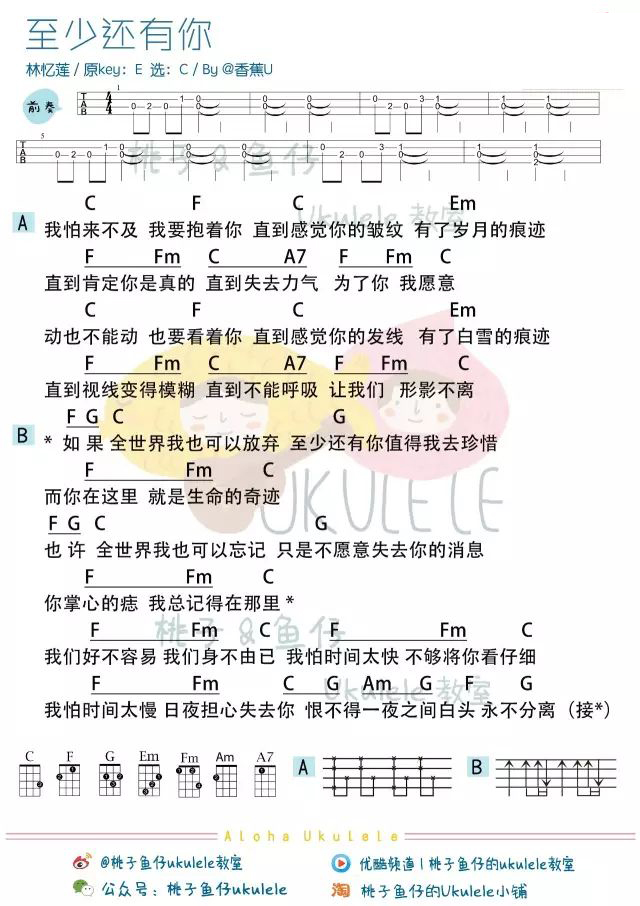 至少还有你
林忆莲 / 原key：E 选：C / By @香蕉U
前奏
桃子&鱼仔
Ukulele 教室
C F C Em
A 我怕来不及 我要抱着你 直到感觉你的皱纹 有了岁月的痕迹
F Fm C A7 F Fm C
直到肯定你是真的 直到失去力气 为了你 我愿意
C F C Em
动也不能动 也要看着你 直到感觉你的发线 有了白雪的痕迹
F Fm C A7 F Fm C
直到视线变得模糊 直到不能呼吸 让我们 形影不离
F G C G
B * 如 果 全世界我也可以放弃 至少还有你值得我去珍惜
F Fm C
而你在这里 就是生命的奇迹
UKULELE
F G C G
也 许 全世界我也可以忘记 只是不愿意失去你的消息
F Fm C
你掌心的痣 我总记得在那里 *
桃子&鱼仔
F Fm C F Fm C
我们好不容易 我们身不由已 我怕时间太快 不够将你看仔细
Ukulele 教室
F Fm C G Am G F G
我怕时间太慢 日夜担心失去你 恨不得一夜之间白头 永不分离（接*）
C F G Em Fm Am A7 A B
Aloha Ukulele
@桃子鱼仔ukulele教室 优酷频道 | 桃子鱼仔的ukulele教室
公众号：桃子鱼仔ukulele 淘 桃子鱼仔的Ukulele小铺